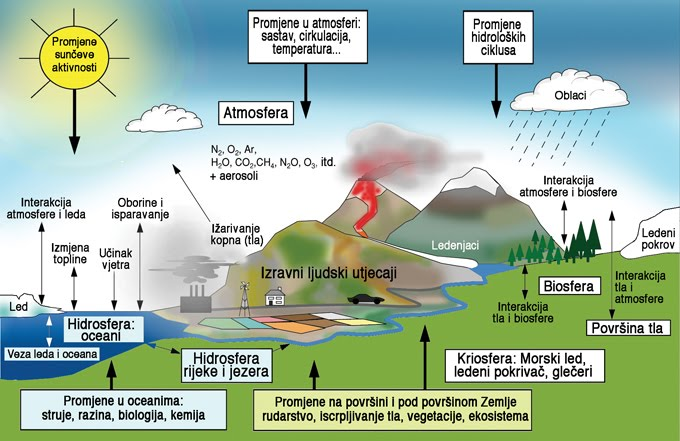 Promjene
sunčeve
aktivnosti
Promjene u atmosferi:
sastav, cirkulacija,
temperatura...
Promjene
hidroloških
ciklusa
Oblaci
Atmosfera
N2, O2, Ar,
H2O, CO2,CH4, N2O, O3, itd.
+ aerosoli
Interakcija
atmosfere i leda
Oborine i
isparavanje
Ižarivanje
kopna (tla)
Interakcija
atmosfere i biosfere
Ledeni
pokrov
Izmjena
topline
Učinak
vjetra
Ledenjaci
Izravni ljudski utjecaji
Biosfera
Interakcija
tla i
atmosfere
Led
Interakcija
tla i biosfere
Hidrosfera:
oceani
Površina tla
Veza leda i oceana
Hidrosfera
rijeke i jezera
Kriosfera: Morski led,
ledeni pokrivač, glečeri
Promjene u oceanima:
struje, razina, biologija, kemija
Promjene na površini i pod površinom Zemlje
rudarstvo, iscrpljivanje tla, vegetacije, ekosistema